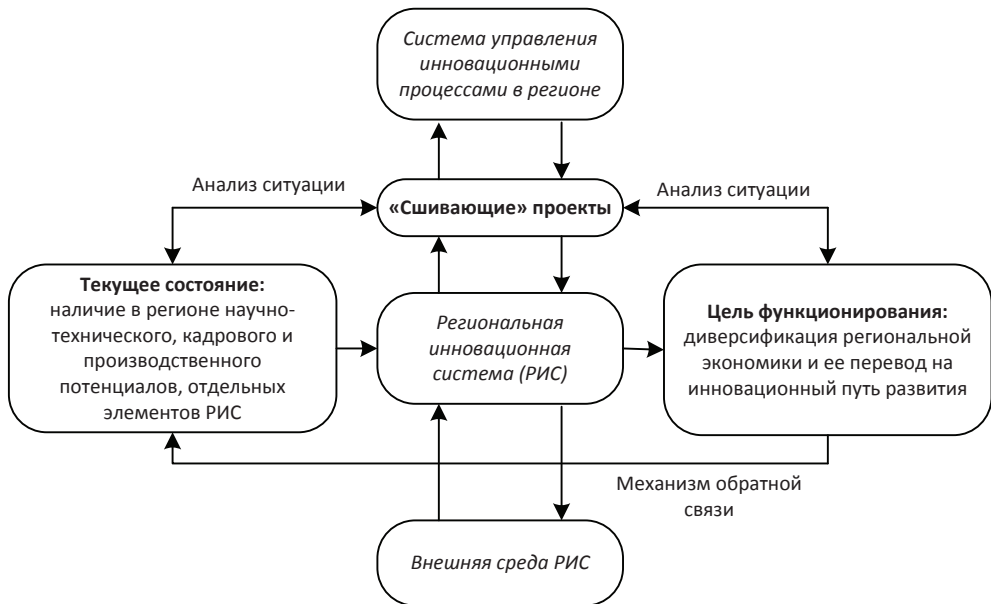 Система управления
инновационными
процессами в регионе
Анализ ситуации
Анализ ситуации
«Сшивающие» проекты
Текущее состояние:
наличие в регионе научно-
технического, кадрового и
производственного
потенциалов, отдельных
элементов РИС
Региональная
инновационная
система (РИС)
Цель функционирования:
диверсификация региональной
экономики и ее перевод на
инновационный путь развития
Механизм обратной
связи
Внешняя среда РИС